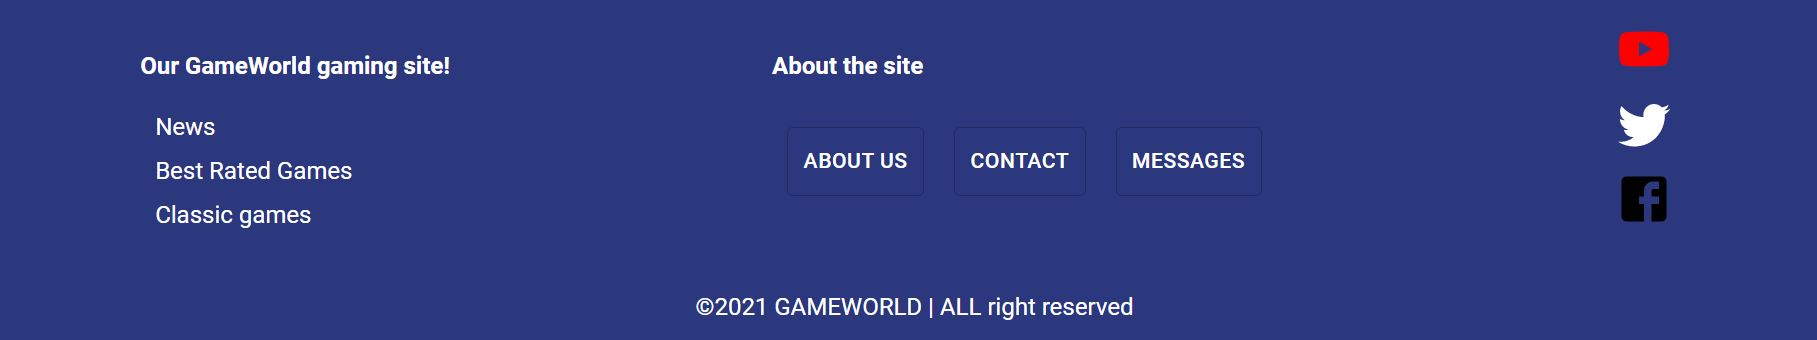 Our GameWorld gaming site!
News
Best Rated Games
Classic games
About the site
ABOUT US
CONTACT
MESSAGES
©2021 GAMEWORLD | ALL right reserved